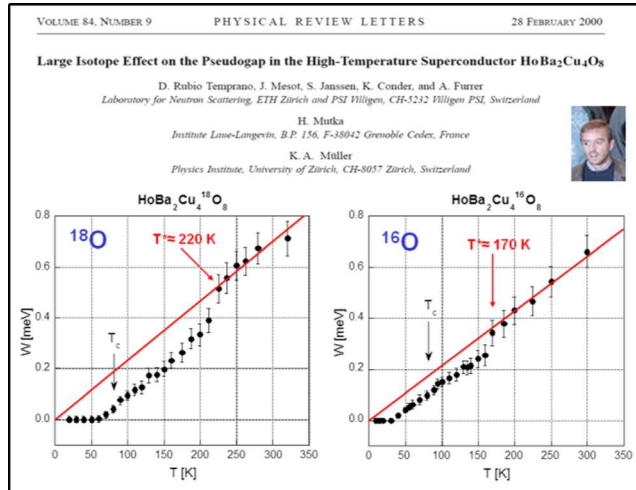 VOLUME 84, NUMBER 9 PHYSICAL REVIEW LETTERS 28 FEBRUARY 2000
Large Isotope Effect on the Pseudogap in the High-Temperature Superconductor HoBa2Cu4O8
D. Rubio Temprano, J. Mesot, S. Janssen, K. Conder, and A. Furrer
Laboratory for Neutron Scattering, ETH Zürich and PSI Villigen, CH-5232 Villigen PSI, Switzerland
H. Mutka
Institute Laue-Langevin, B.P. 156, F-38042 Grenoble Cedex, France
K. A. Müller
Physics Institute, University of Zürich, CH-8057 Zürich, Switzerland
HoBa2Cu4 18O8
0.8
0.6
0.4
0.2
0.0
W [meV]
18O
T*≈ 220 K
Tc
0 50 100 150 200 250 300 350
T [K]
HoBa2Cu4 16O8
0.8
0.6
0.4
0.2
0.0
W [meV]
16O
T*≈ 170 K
Tc
0 50 100 150 200 250 300 350
T [K]